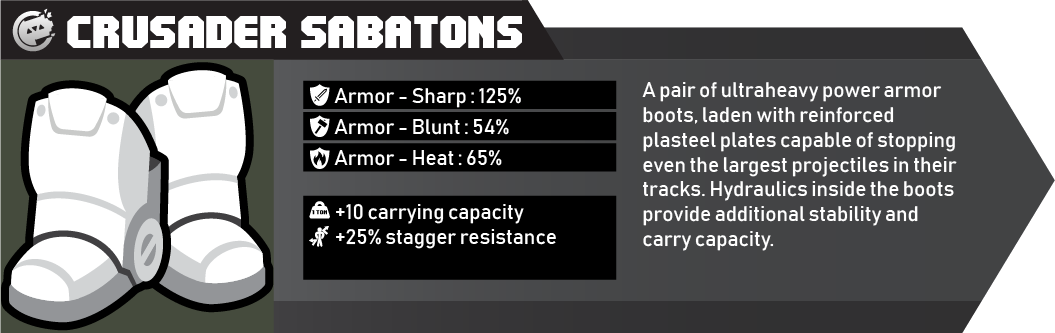 CRUSADER SABATONS
Armor - Sharp : 125%
Armor - Blunt : 54%
Armor - Heat : 65%
1 TON
+10 carrying capacity
+25% stagger resistance
A pair of ultraheavy power armor
boots, laden with reinforced
plasteel plates capable of stopping
even the largest projectiles in their
tracks. Hydraulics inside the boots
provide additional stability and
carry capacity.